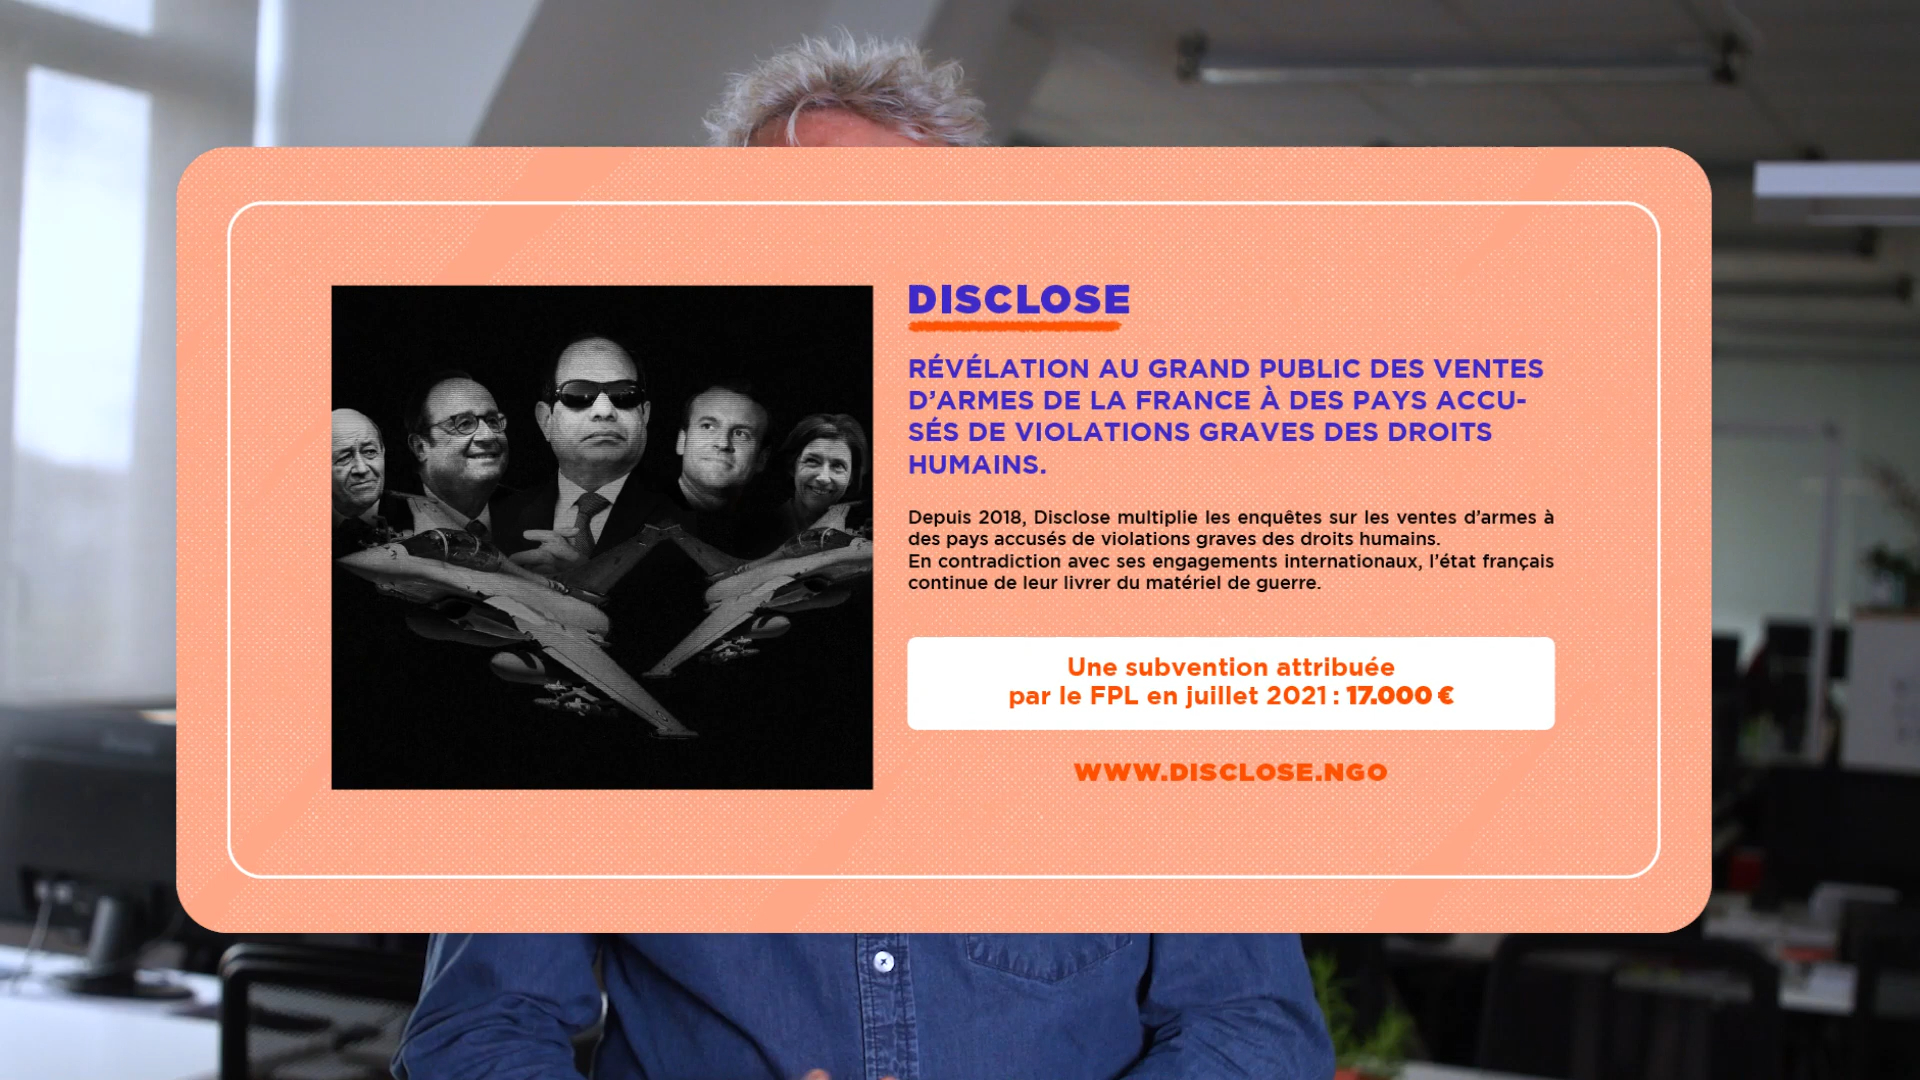 DISCLOSE
RÉVÉLATION AU GRAND PUBLIC DES VENTES
D’ARMES DE LA FRANCE À DES PAYS ACCU-
SÉS DE VIOLATIONS GRAVES DES DROITS
HUMAINS.
Depuis 2018, Disclose multiplie les enquêtes sur les ventes d’armes à
des pays accusés de violations graves des droits humains.
En contradiction avec ses engagements internationaux, l’état français
continue de leur livrer du matériel de guerre.
Une subvention attribuée
par le FPL en juillet 2021 : 17.000 €
WWW.DISCLOSE.NGO